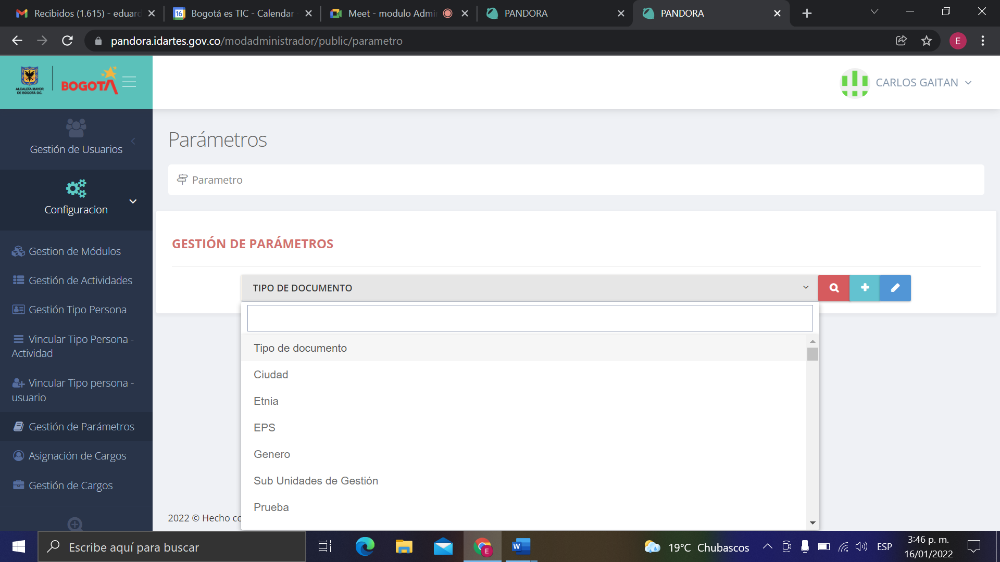 Recibidos (1.615) - eduard
Bogotá es TIC - Calendar
16
Meet - modulo Admi
PANDORA
PANDORA
pandora.idartes.gov.co/modadministrador/public/parametro
E
ALCALDÍA MAYOR
DE BOGOTÁ D.C.
BOGOTÁ
CARLOS GAITAN
Gestión de Usuarios
Configuracion
Gestion de Módulos
Gestión de Actividades
Gestión Tipo Persona
Vincular Tipo Persona -
Actividad
Vincular Tipo persona -
usuario
Gestión de Parámetros
Asignación de Cargos
Gestión de Cargos
Parámetros
Parametro
GESTIÓN DE PARÁMETROS
TIPO DE DOCUMENTO
Tipo de documento
Ciudad
Etnia
EPS
Genero
Sub Unidades de Gestión
Prueba
2022 © Hecho co
Escribe aquí para buscar
E
W
19°C Chubascos
ESP
3:46 p. m.
16/01/2022